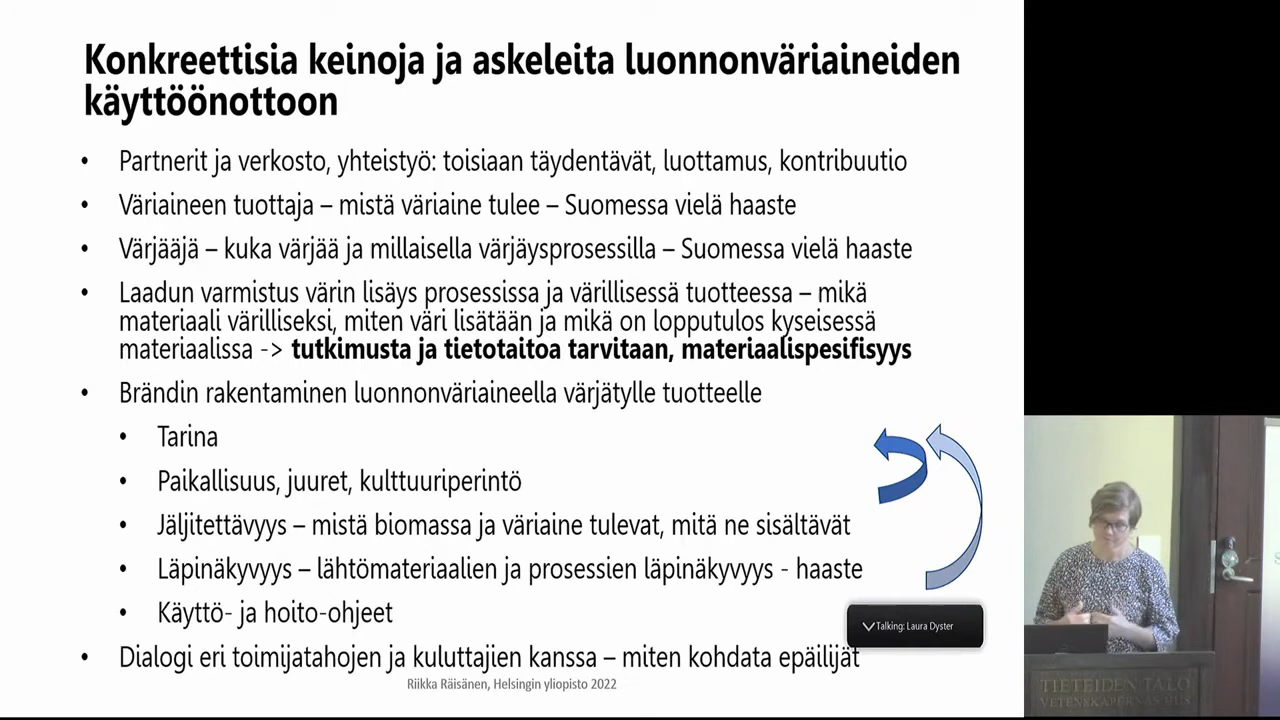 Konkreettisia keinoja ja askeleita luonnonväriaineiden
käyttöönottoon
• Partnerit ja verkosto, yhteistyö: toisiaan täydentävät, luottamus, kontribuutio
• Väriaineen tuottaja – mistä väriaine tulee – Suomessa vielä haaste
• Värjääjä – kuka värjää ja millaisella värjäysprosessilla – Suomessa vielä haaste
• Laadun varmistus värin lisäys prosessissa ja värillisessä tuotteessa – mikä
materiaali värilliseksi, miten väri lisätään ja mikä on lopputulos kyseisessä
materiaalissa -> tutkimusta ja tietotaitoa tarvitaan, materiaalispesifisyys
• Brändin rakentaminen luonnonväriaineella värjätylle tuotteelle
• Tarina
• Paikallisuus, juuret, kulttuuriperintö
• Jäljitettävyys – mistä biomassa ja väriaine tulevat, mitä ne sisältävät
• Läpinäkyvyys – lähtömateriaalien ja prosessien läpinäkyvyys - haaste
• Käyttö- ja hoito-ohjeet
Talking: Laura Dyster
• Dialogi eri toimijatahojen ja kuluttajien kanssa – miten kohdata epäilijät
Riikka Räisänen, Helsingin yliopisto 2022
TIETEIDEN TALO
VETENSKAPERNAS HUS